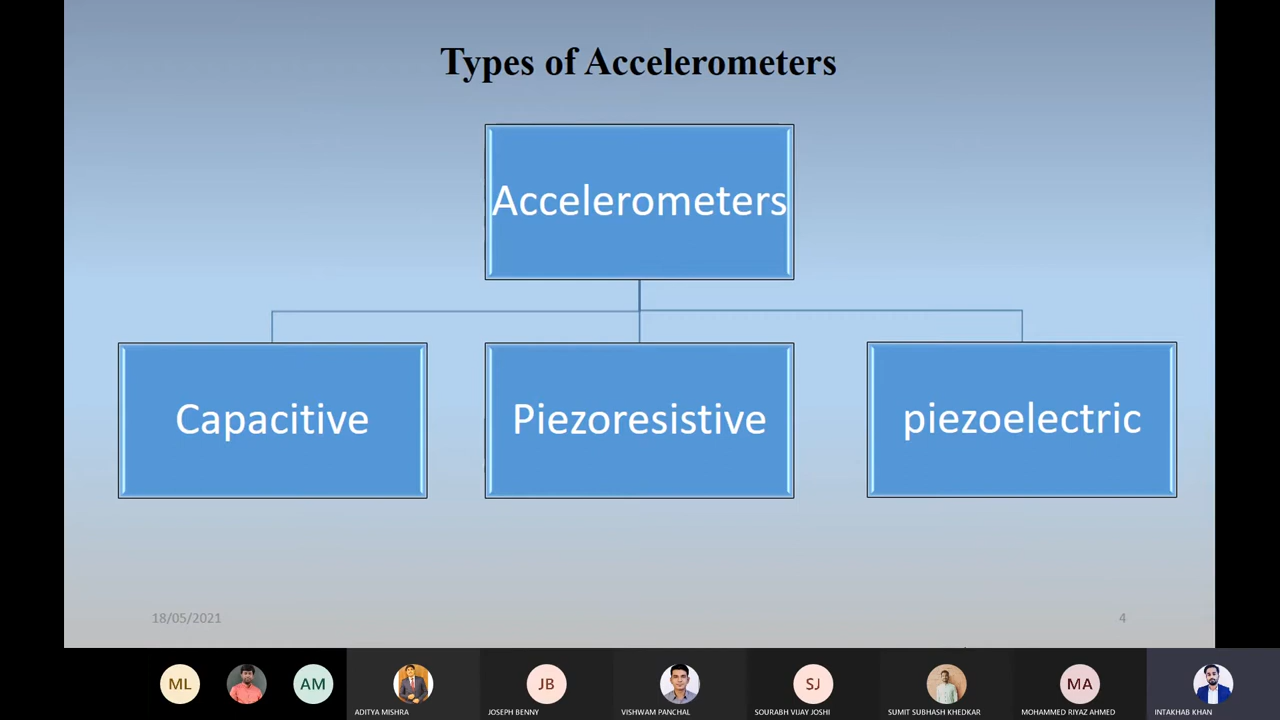 Types of Accelerometers
Accelerometers
Capacitive
Piezoresistive
piezoelectric
18/05/2021
4
ML
AM
JB
SJ
MA
ADITYA MISHRA
JOSEPH BENNY
VISHWAM PANCHAL
SOURABH VIJAY JOSHI
SUMIT SUBHASH KHEDKAR
MOHAMMED RIYAZ AHMED
INTAKHAB KHAN